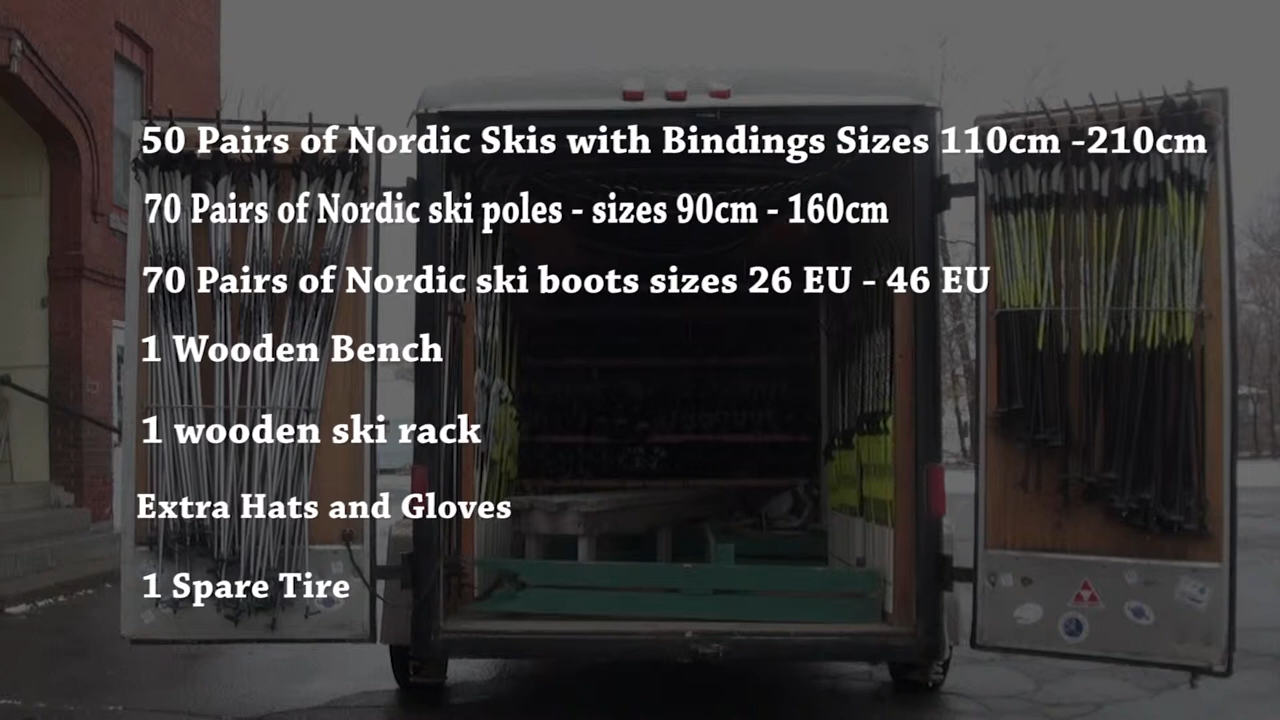 50 Pairs of Nordic Skis with Bindings Sizes 110cm -210cm
70 Pairs of Nordic ski poles - sizes 90cm - 160cm
70 Pairs of Nordic ski boots sizes 26 EU - 46 EU
1 Wooden Bench
1 wooden ski rack
Extra Hats and Gloves
1 Spare Tire